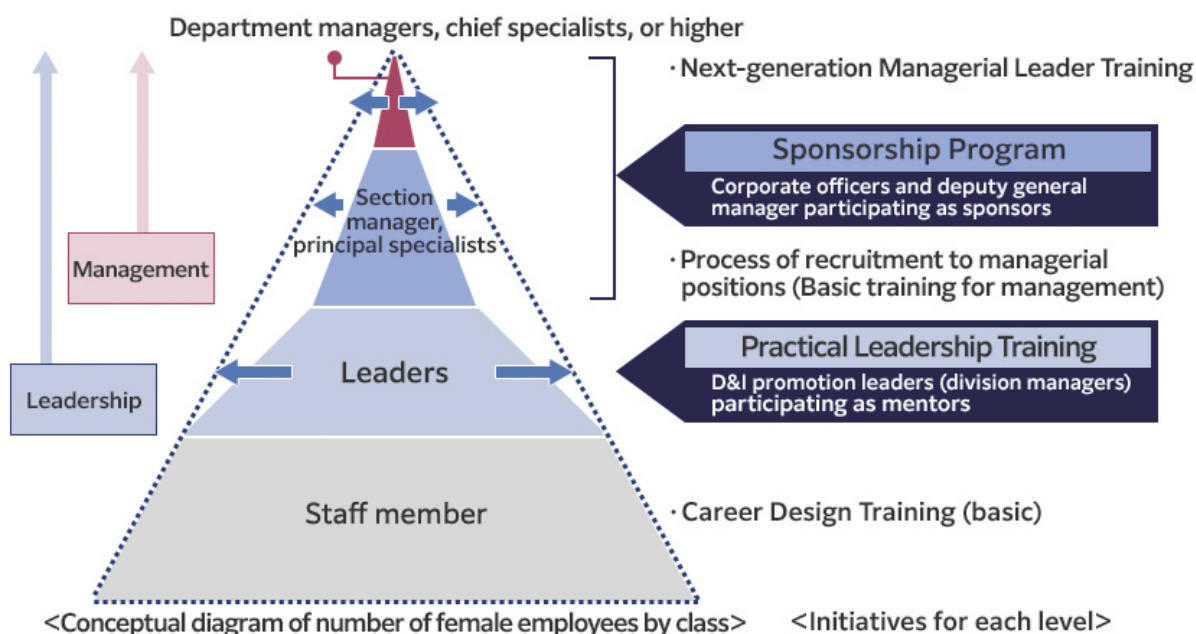 Department managers, chief specialists, or higher
·Next-generation Managerial Leader Training
Sponsorship Program
Corporate officers and deputy general
manager participating as sponsors
Section
manager,
principal specialists
Management
·Process of recruitment to managerial
positions (Basic training for management)
Practical Leadership Training
D&I promotion leaders (division managers)
participating as mentors
Leaders
Leadership
Staff member
·Career Design Training (basic)
<Conceptual diagram of number of female employees by class>
<Initiatives for each level>